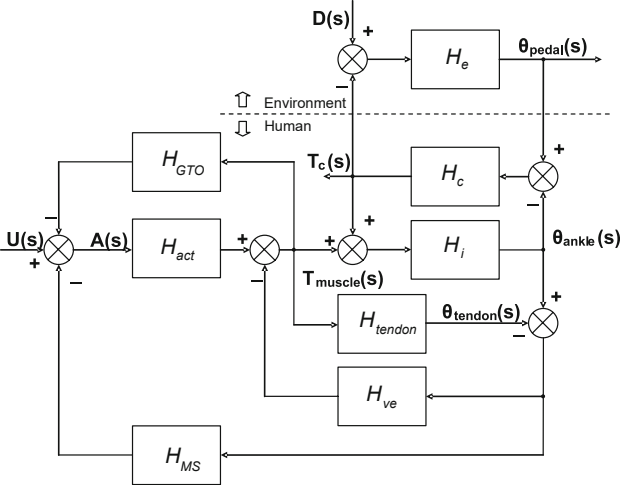 D(s)
+
H_e
θ_pedal(s)
−
Environment
Human
H_GTO
T_c(s)
H_c
+
−
−
U(s)
+
A(s)
H_act
+
−
+
+
H_i
θ_ankle(s)
−
T_muscle(s)
H_tendon
θ_tendon(s)
+
−
H_ve
H_MS